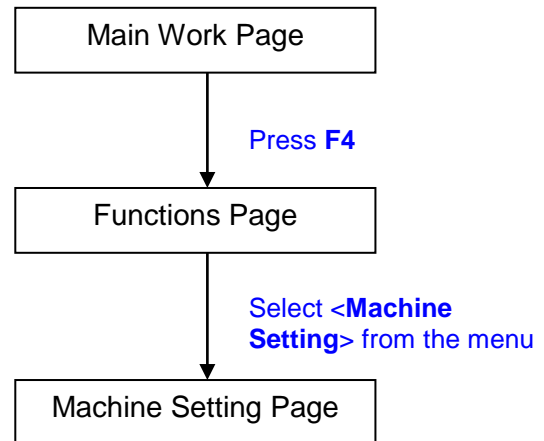 Main Work Page
Press F4
Functions Page
Select <Machine
Setting> from the menu
Machine Setting Page